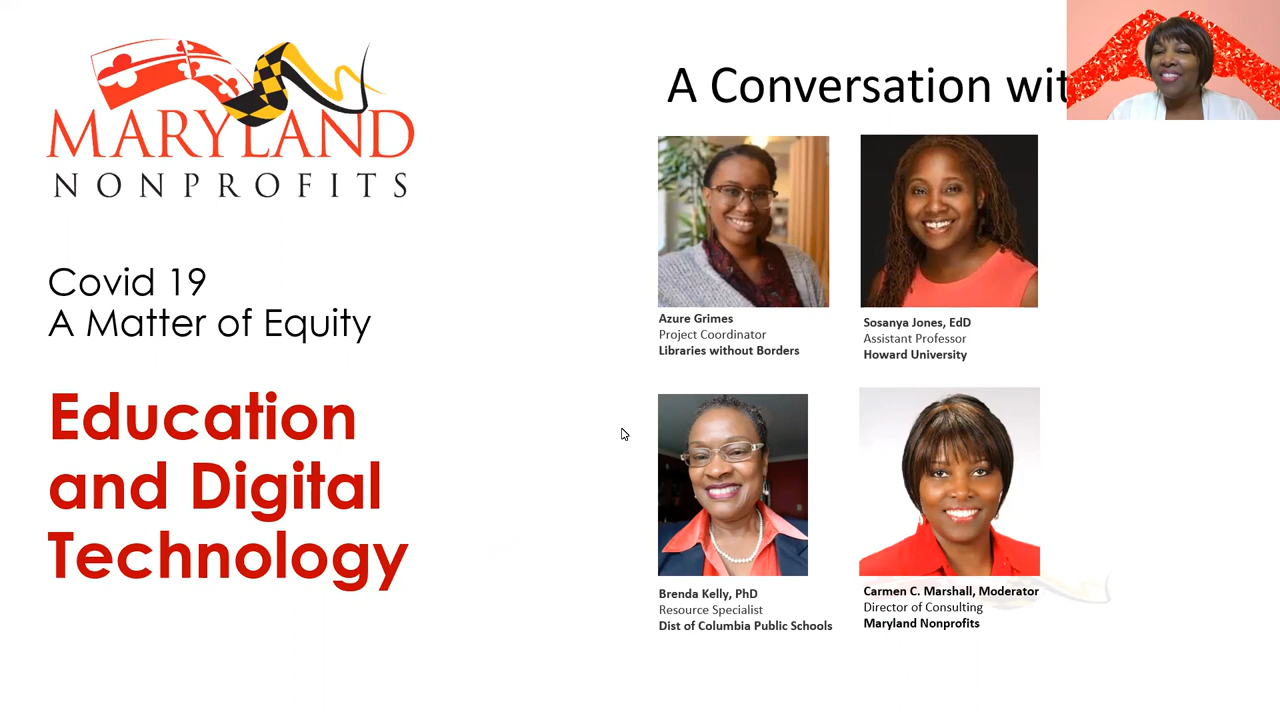 MARYLAND
NONPROFITS
Covid 19
A Matter of Equity
Education
and Digital
Technology
A Conversation wit
Azure Grimes
Project Coordinator
Libraries without Borders
Sosanya Jones, EdD
Assistant Professor
Howard University
Brenda Kelly, PhD
Resource Specialist
Dist of Columbia Public Schools
Carmen C. Marshall, Moderator
Director of Consulting
Maryland Nonprofits